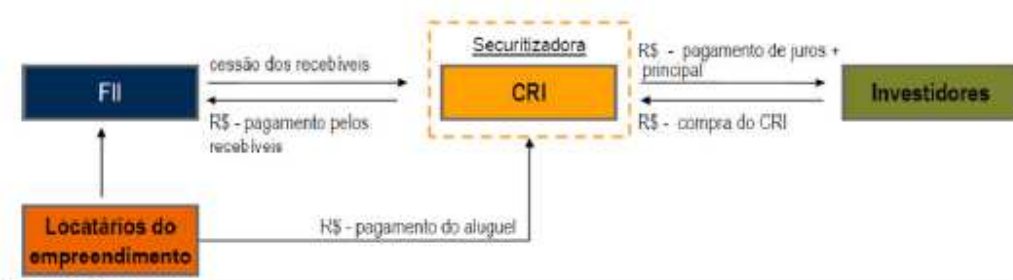 Securitizadora
R$ - pagamento de juros +
principal
cessão dos recebíveis
FII
CRI
Investidores
R$ - pagamento pelos
recebíveis
R$ - compra do CRI
Locatários do
empreendimento
R$ - pagamento do aluguel